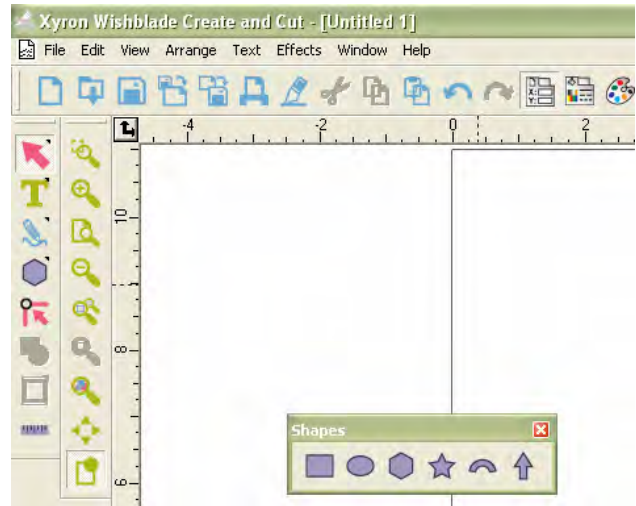 Xyron Wishblade Create and Cut - [Untitled 1]
File Edit View Arrange Text Effects Window Help
-4 -2 0 2
10
8
6
Shapes